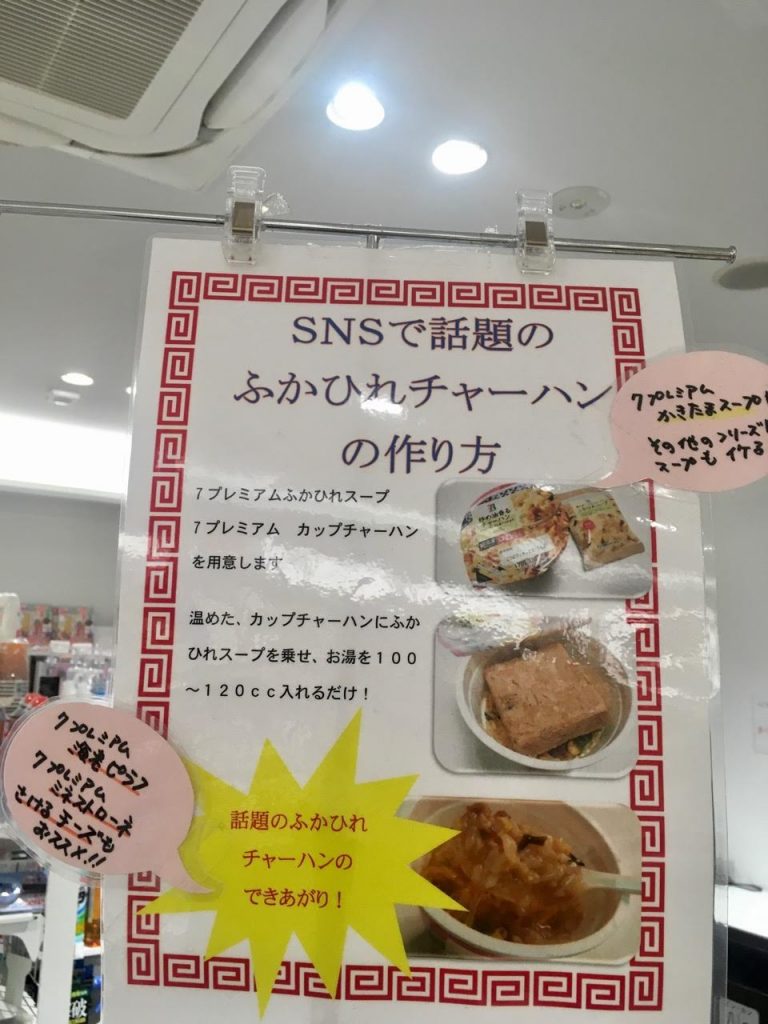 SNSで話題の
ふかひれチャーハン
の作り方
7プレミアム
かきたまスープ
その他のフリーズ
スープもイケる
7プレミアムふかひれスープ
7プレミアム カップチャーハン
を用意します
温めた、カップチャーハンにふか
ひれスープを乗せ、お湯を100
~120cc入れるだけ!
7プレミアム
海老ピラフ
7プレミアム
ミネストローネ
さけるチーズも
おススメ!!
話題のふかひれ
チャーハンの
できあがり!